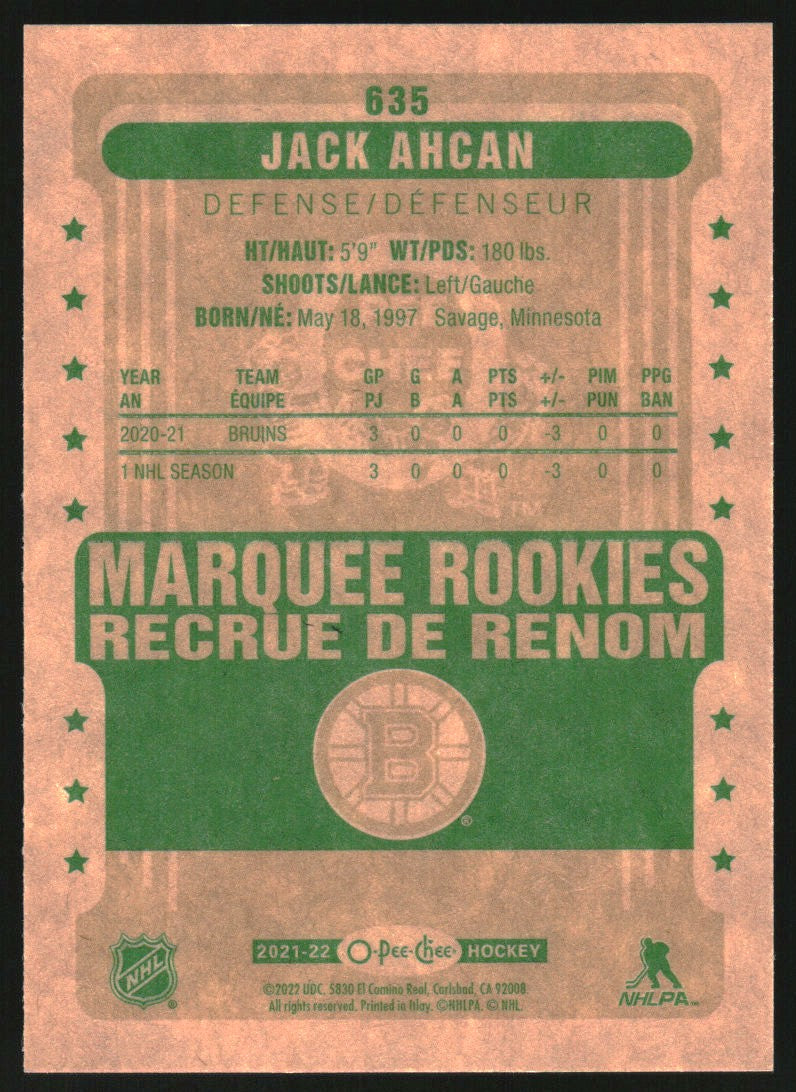 635
JACK AHCAN
DEFENSE/DÉFENSEUR
HT/HAUT: 5'9" WT/PDS: 180 lbs.
SHOOTS/LANCE: Left/Gauche
BORN/NÉ: May 18, 1997 Savage, Minnesota
YEAR TEAM GP G A PTS +/- PIM PPG
AN ÉQUIPE PJ B A PTS +/- PUN BAN
2020-21 BRUINS 3 0 0 0 -3 0 0
1 NHL SEASON 3 0 0 0 -3 0 0
CHEE
TM
MARQUEE ROOKIES
RECRUE DE RENOM
B
®
2021-22 O-Pee-Chee HOCKEY
NHL ®
©2022 UDC. 5830 El Camino Real, Carlsbad, CA 92008
All rights reserved. Printed in Italy. ©NHLPA. © NHL.
NHLPA™